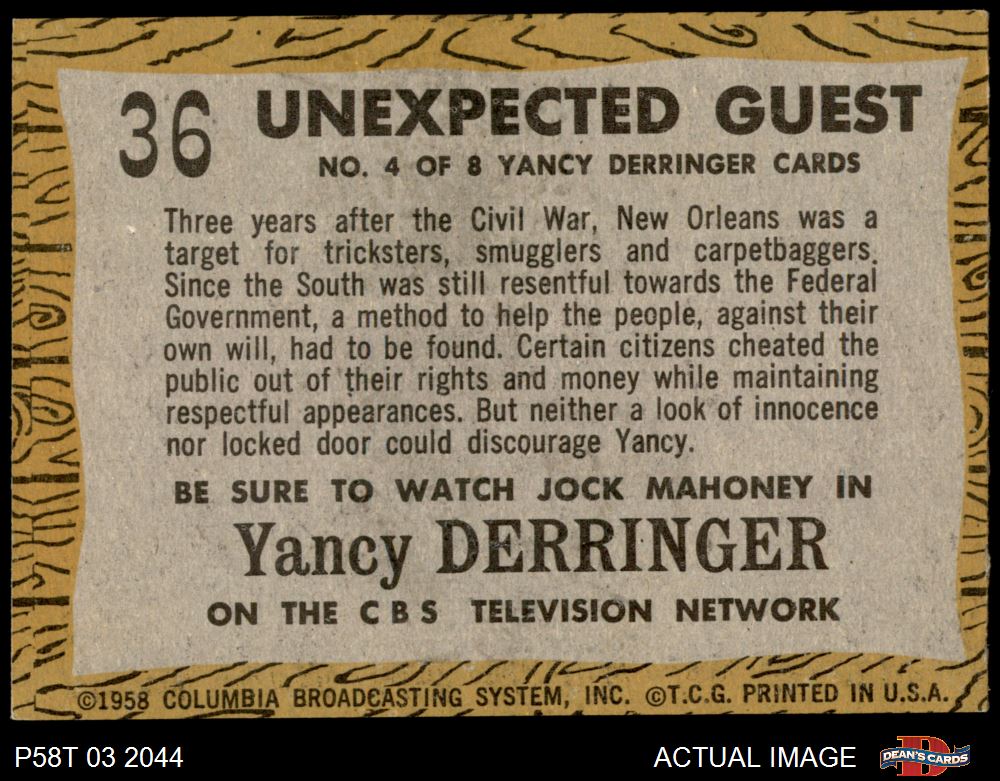 36
UNEXPECTED GUEST
NO. 4 OF 8 YANCY DERRINGER CARDS
Three years after the Civil War, New Orleans was a
target for tricksters, smugglers and carpetbaggers.
Since the South was still resentful towards the Federal
Government, a method to help the people, against their
own will, had to be found. Certain citizens cheated the
public out of their rights and money while maintaining
respectful appearances. But neither a look of innocence
nor locked door could discourage Yancy.
BE SURE TO WATCH JOCK MAHONEY IN
Yancy DERRINGER
ON THE CBS TELEVISION NETWORK
©1958 COLUMBIA BROADCASTING SYSTEM, INC. ©T.C.G. PRINTED IN U.S.A.
P58T 03 2044
ACTUAL IMAGE
DEAN'S CARDS